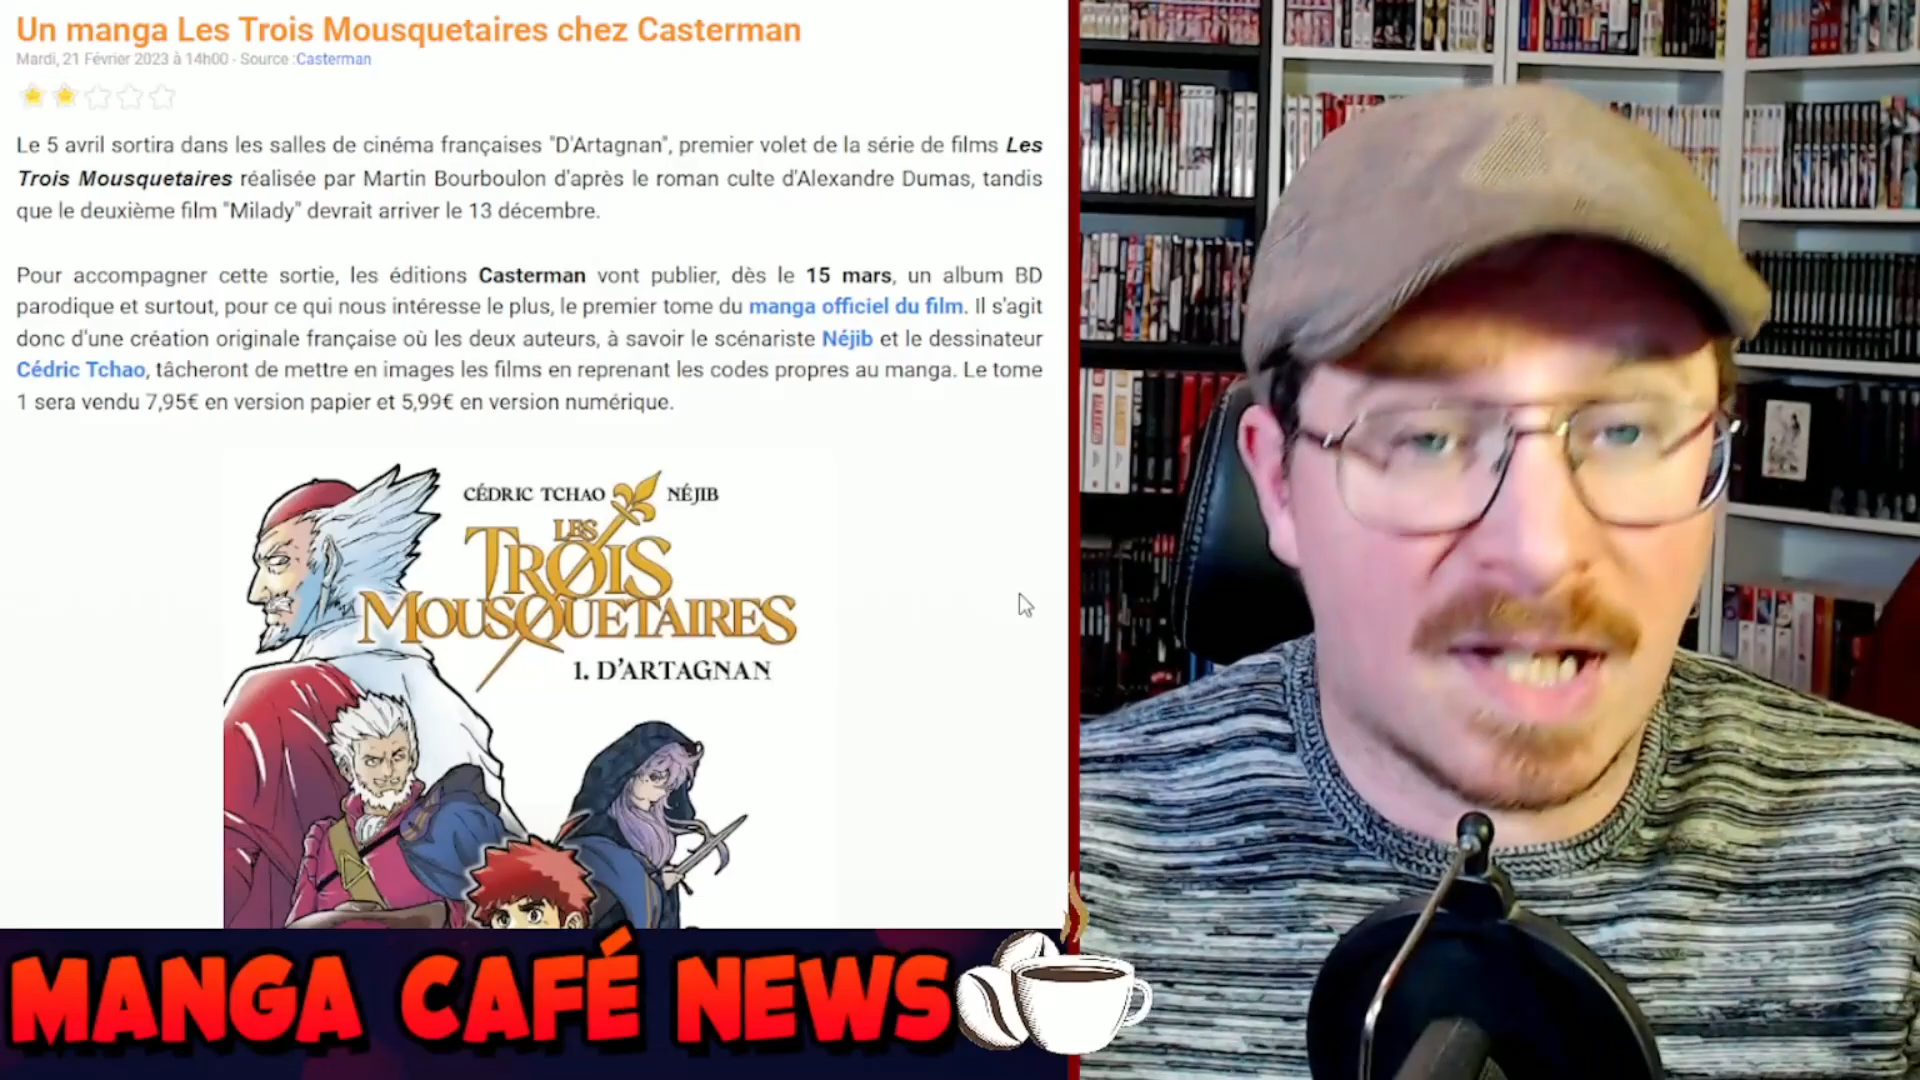 Un manga Les Trois Mousquetaires chez Casterman
Mardi, 21 Février 2023 à 14h00 - Source :Casterman
Le 5 avril sortira dans les salles de cinéma françaises "D'Artagnan", premier volet de la série de films Les
Trois Mousquetaires réalisée par Martin Bourboulon d'après le roman culte d'Alexandre Dumas, tandis
que le deuxième film "Milady" devrait arriver le 13 décembre.
Pour accompagner cette sortie, les éditions Casterman vont publier, dès le 15 mars, un album BD
parodique et surtout, pour ce qui nous intéresse le plus, le premier tome du manga officiel du film. Il s'agit
donc d'une création originale française où les deux auteurs, à savoir le scénariste Néjib et le dessinateur
Cédric Tchao, tâcheront de mettre en images les films en reprenant les codes propres au manga. Le tome
1 sera vendu 7,95€ en version papier et 5,99€ en version numérique.
CÉDRIC TCHAO NÉJIB
LES
TROIS
MOUSQUETAIRES
1. D'ARTAGNAN
MANGA CAFÉ NEWS